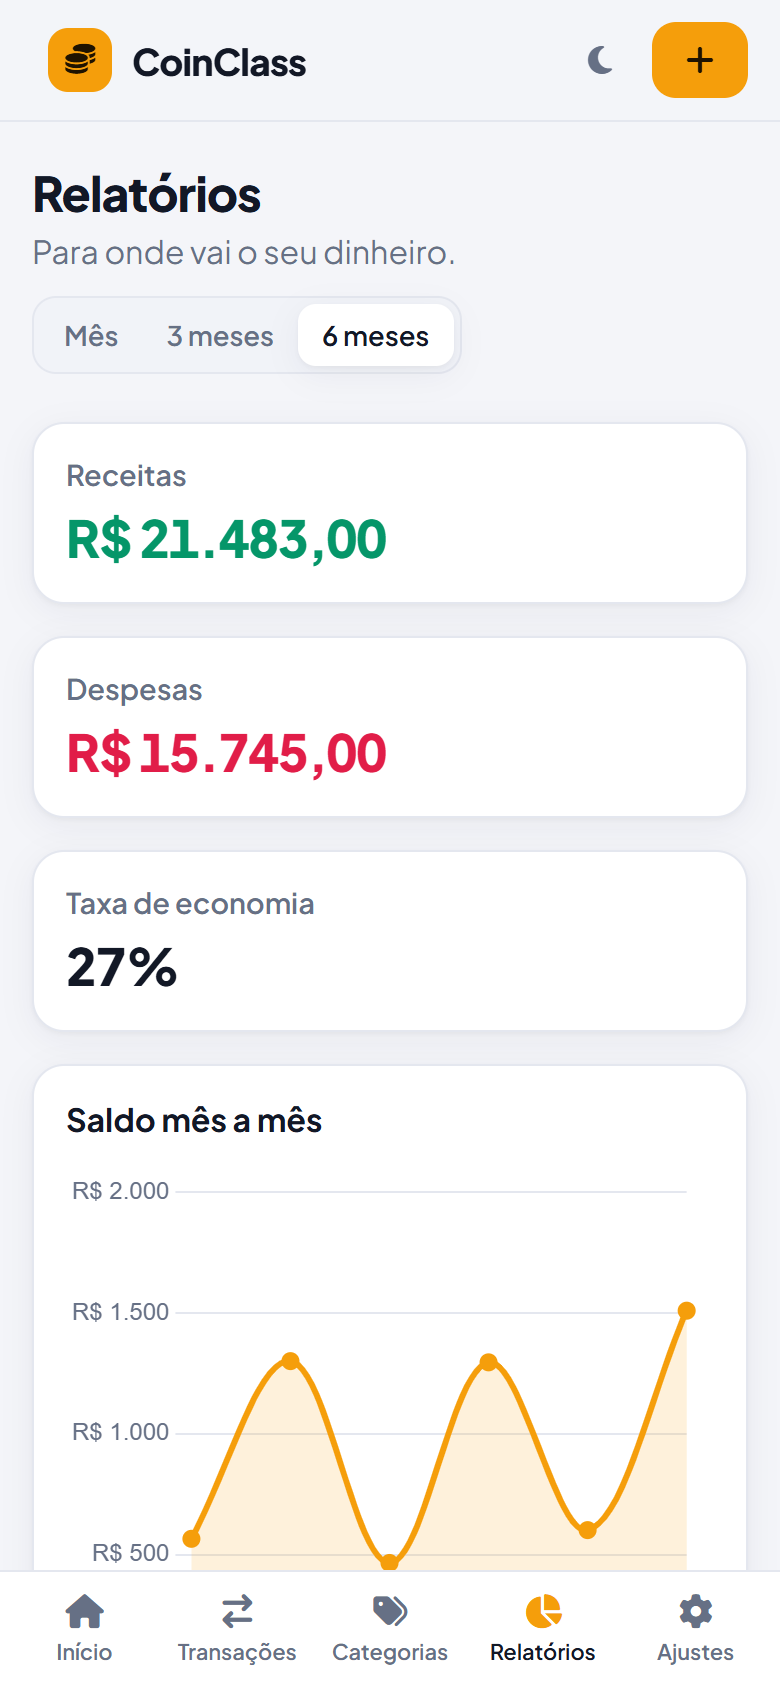 CoinClass
Relatórios
Para onde vai o seu dinheiro.
Mês 3 meses 6 meses
Receitas
R$ 21.483,00
Despesas
R$ 15.745,00
Taxa de economia
27%
Saldo mês a mês
R$ 2.000
R$ 1.500
R$ 1.000
R$ 500
Início Transações Categorias Relatórios Ajustes